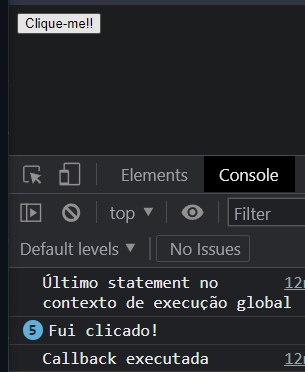 Clique-me!!
Elements Console
top Filter
Default levels No Issues
Último statement no 12
contexto de execução global
5 Fui clicado!
Callback executada 12